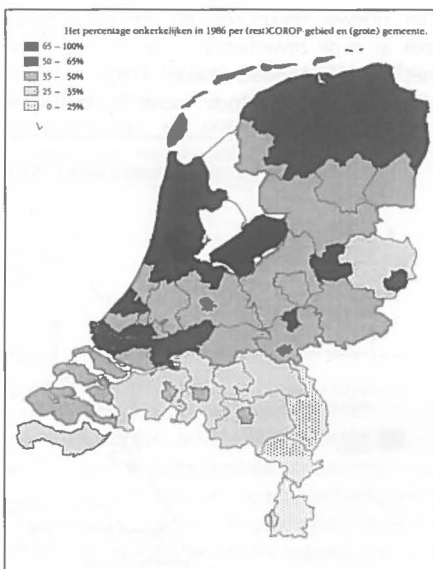 Het percentage onkerkelijken in 1986 per (rest)COROP-gebied en (grote) gemeente.
65 – 100%
50 – 65%
35 – 50%
25 – 35%
0 – 25%